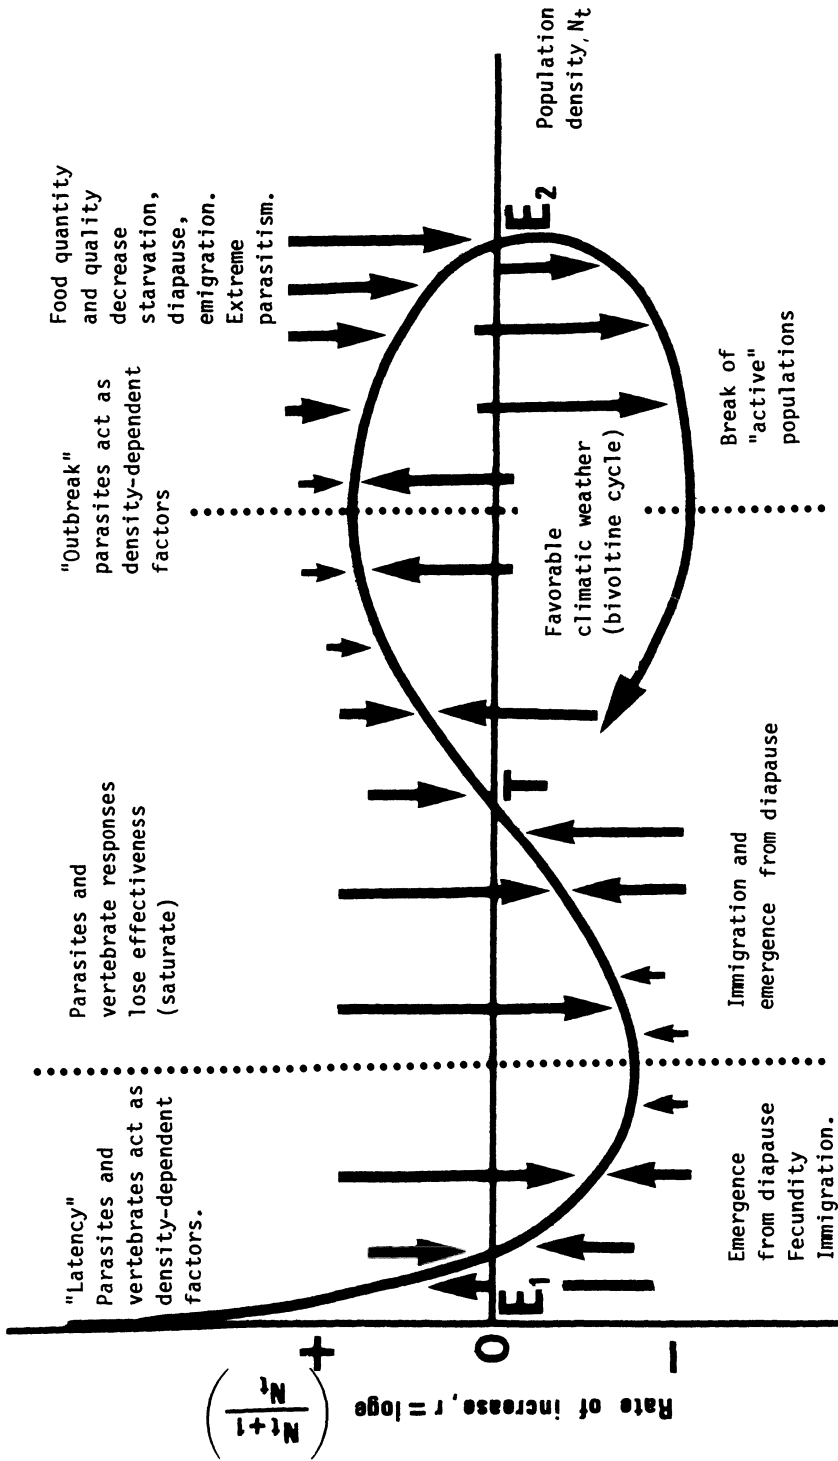 "Latency"
Parasites and
vertebrates act as
density-dependent
factors.
Parasites and
vertebrate responses
lose effectiveness
(saturate)
"Outbreak"
parasites act as
density-dependent
factors
Food quantity
and quality
decrease
starvation,
diapause,
emigration.
Extreme
parasitism.
Rate of increase, r = loge (Nt+1/Nt)
+
0
-
E1
T
E2
Population
density, Nt
Favorable
climatic weather
(bivoltine cycle)
Emergence
from diapause
Fecundity
Immigration.
Immigration and
emergence from diapause
Break of
"active"
populations